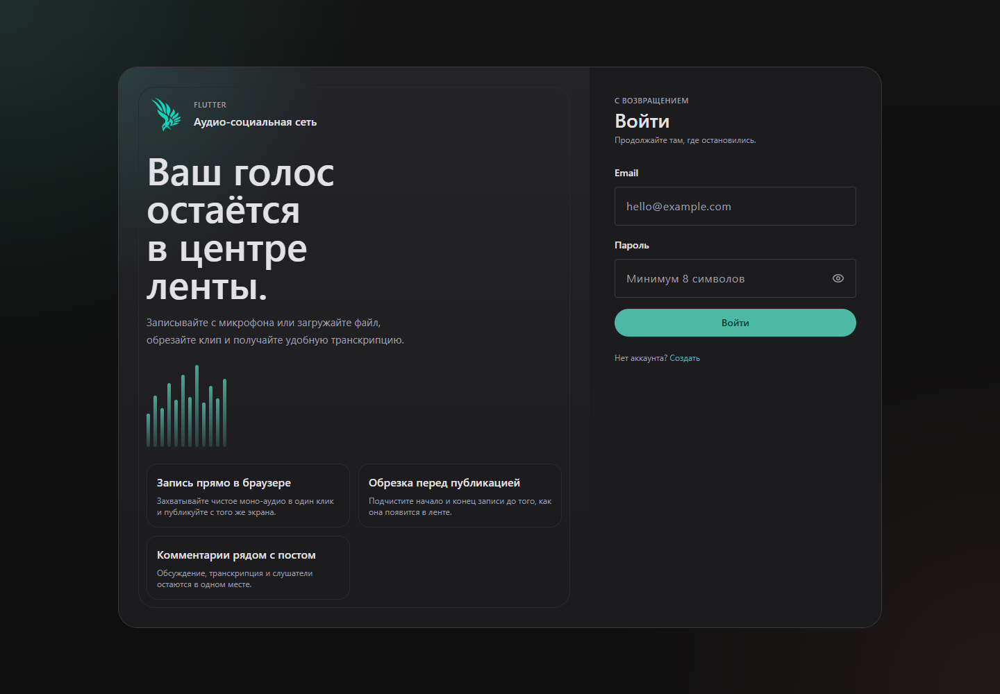 FLUTTER
Аудио-социальная сеть
Ваш голос
остаётся
в центре
ленты.
Записывайте с микрофона или загружайте файл,
обрезайте клип и получайте удобную транскрипцию.
Запись прямо в браузере
Захватывайте чистое моно-аудио в один клик
и публикуйте с того же экрана.
Обрезка перед публикацией
Подчистите начало и конец записи до того, как
она появится в ленте.
Комментарии рядом с постом
Обсуждение, транскрипция и слушатели
остаются в одном месте.
С ВОЗВРАЩЕНИЕМ
Войти
Продолжайте там, где остановились.
Email
hello@example.com
Пароль
Минимум 8 символов
Войти
Нет аккаунта? Создать